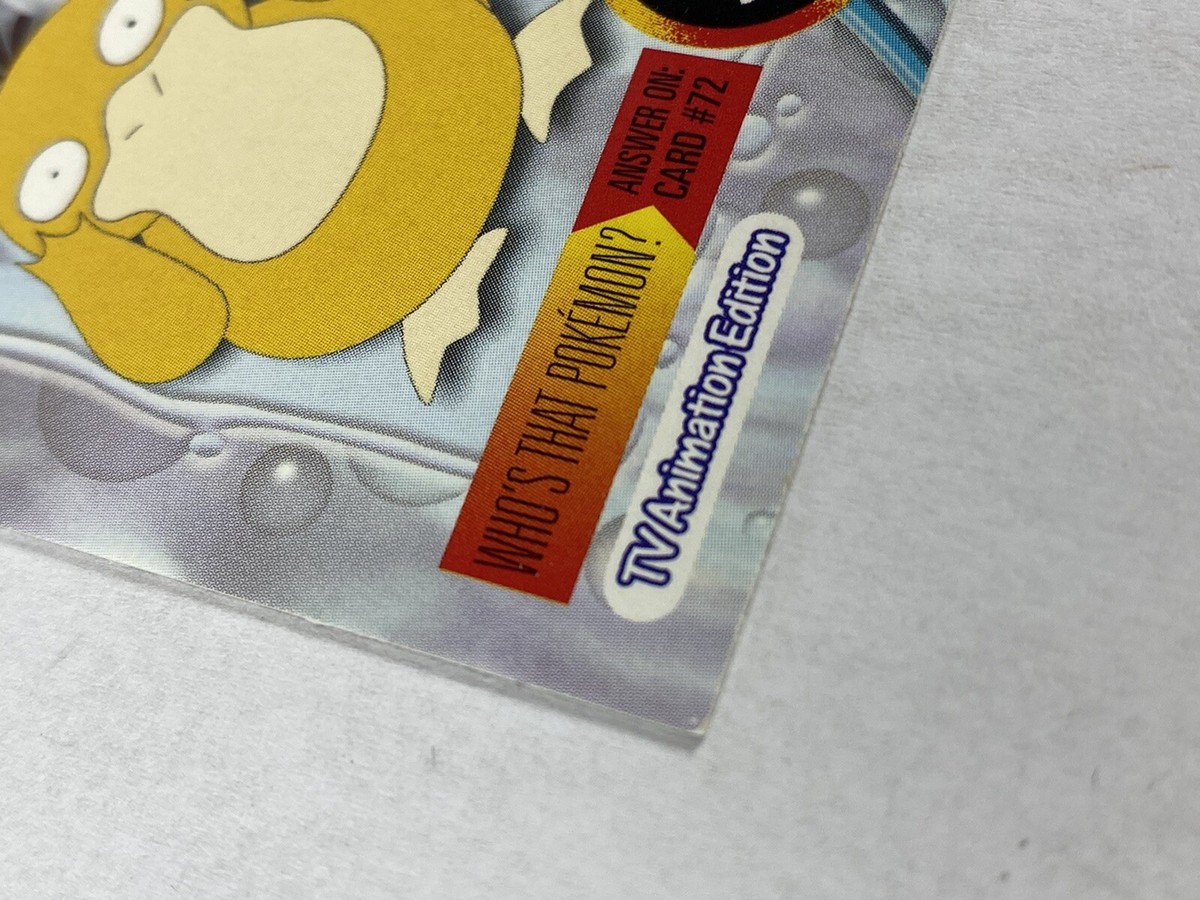 ANSWER ON:
CARD #72
WHO'S THAT POKÉMON?
TV Animation Edition